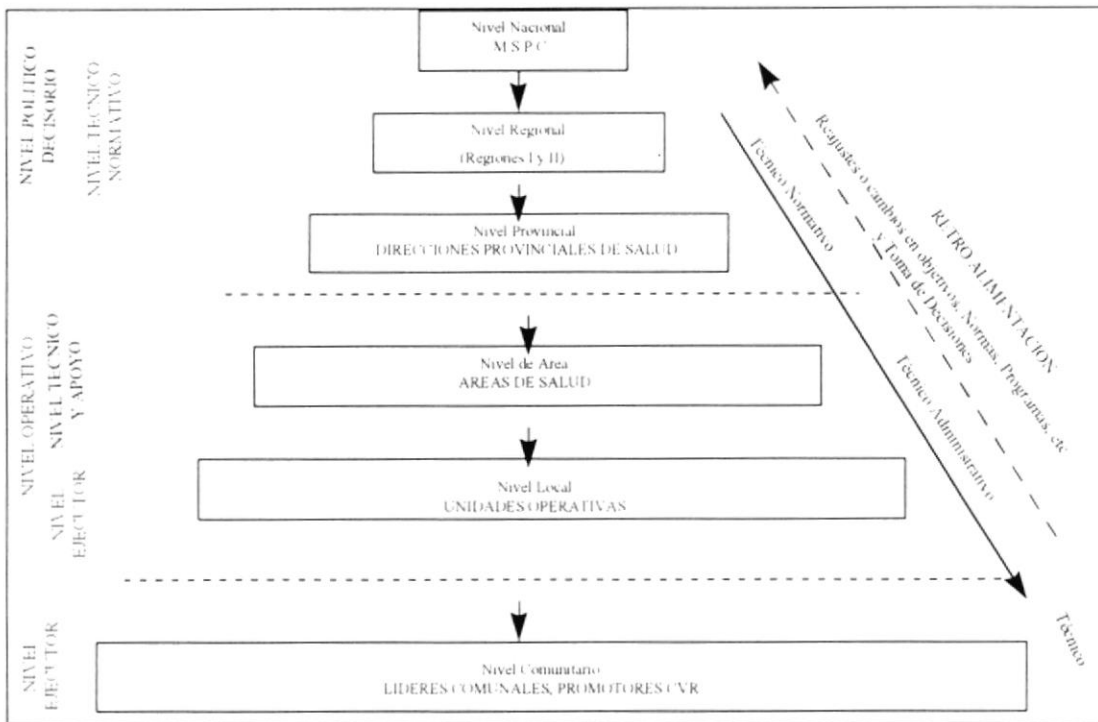 Nivel Nacional
M S P C
Nivel Regional
(Regiones I y II)
Nivel Provincial
DIRECCIONES PROVINCIALES DE SALUD
Nivel de Area
AREAS DE SALUD
Nivel Local
UNIDADES OPERATIVAS
Nivel Comunitario
LIDERES COMUNALES, PROMOTORES CVR
NIVEL POLITICO
DECISORIO
NIVEL TECNICO
NORMATIVO
NIVEL OPERATIVO
NIVEL TECNICO
Y APOYO
NIVEL
EJECUTOR
NIVEL
EJECUTOR
Técnico Normativo
Técnico Administrativo
Técnico
Reajustes o cambios en objetivos, Normas, Programas, etc
y Toma de Decisiones
RETRO ALIMENTACION